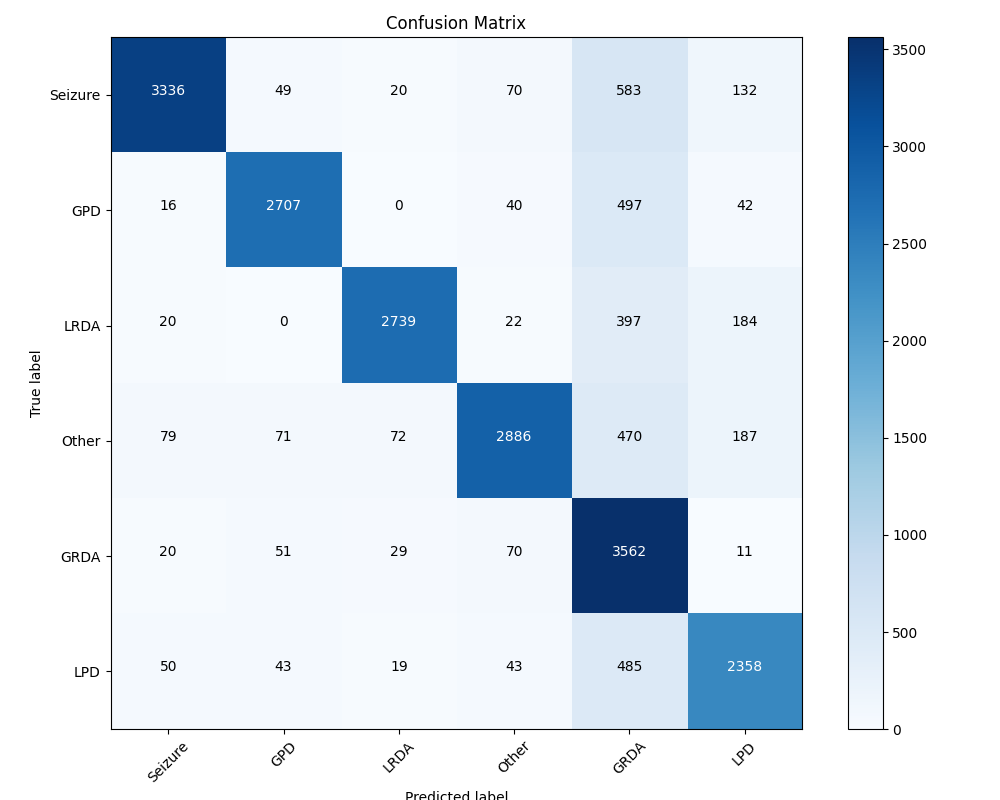 Confusion Matrix
Seizure 3336 49 20 70 583 132
GPD 16 2707 0 40 497 42
LRDA 20 0 2739 22 397 184
Other 79 71 72 2886 470 187
GRDA 20 51 29 70 3562 11
LPD 50 43 19 43 485 2358
Seizure GPD LRDA Other GRDA LPD
Predicted label
True label
3500
3000
2500
2000
1500
1000
500
0